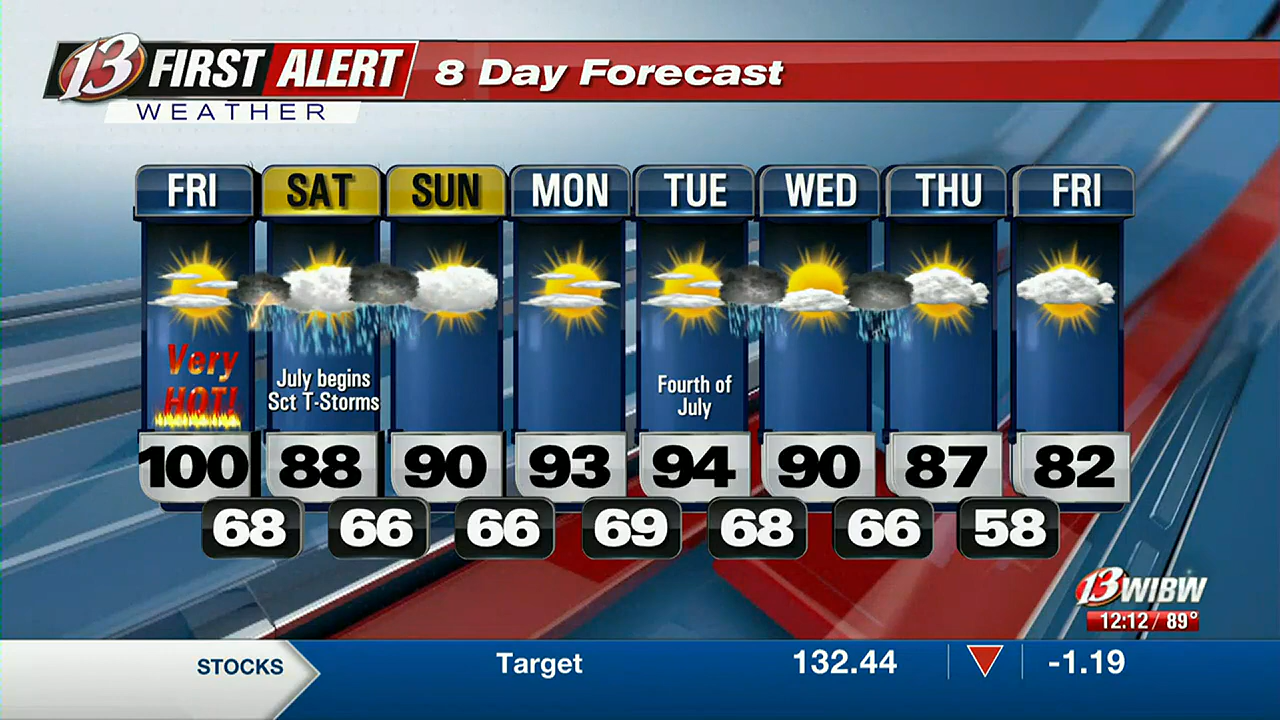 13 FIRST ALERT 8 Day Forecast
WEATHER
FRI SAT SUN MON TUE WED THU FRI
Very
HOT!
July begins
Sct T-Storms
Fourth of
July
100 88 90 93 94 90 87 82
68 66 66 69 68 66 58
13 WIBW
12:12 / 89°
STOCKS Target 132.44 -1.19